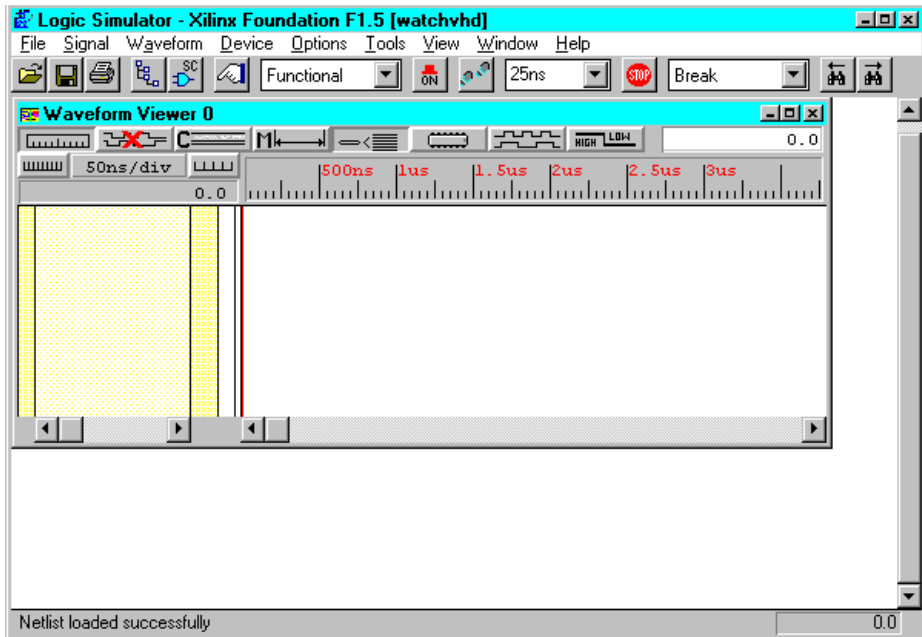 Logic Simulator - Xilinx Foundation F1.5 [watchvhd]
File Signal Waveform Device Options Tools View Window Help
SC Functional ON 25ns STOP Break
Waveform Viewer 0
C M HIGH LOW 0.0
50ns/div 500ns 1us 1.5us 2us 2.5us 3us
0.0
Netlist loaded successfully 0.0